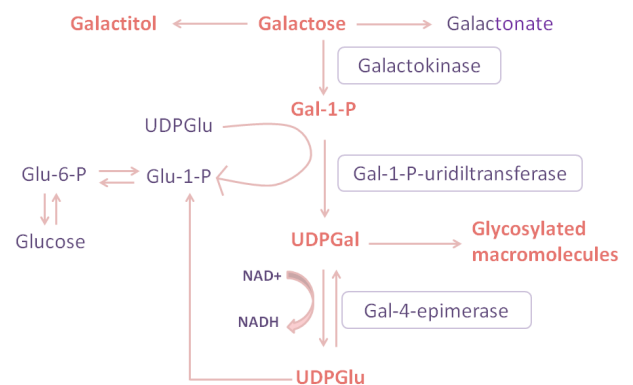 Galactitol
Galactose
Galactonate
Galactokinase
Gal-1-P
UDPGlu
Glu-6-P
Glu-1-P
Gal-1-P-uridiltransferase
Glucose
UDPGal
Glycosylated
macromolecules
NAD+
Gal-4-epimerase
NADH
UDPGlu